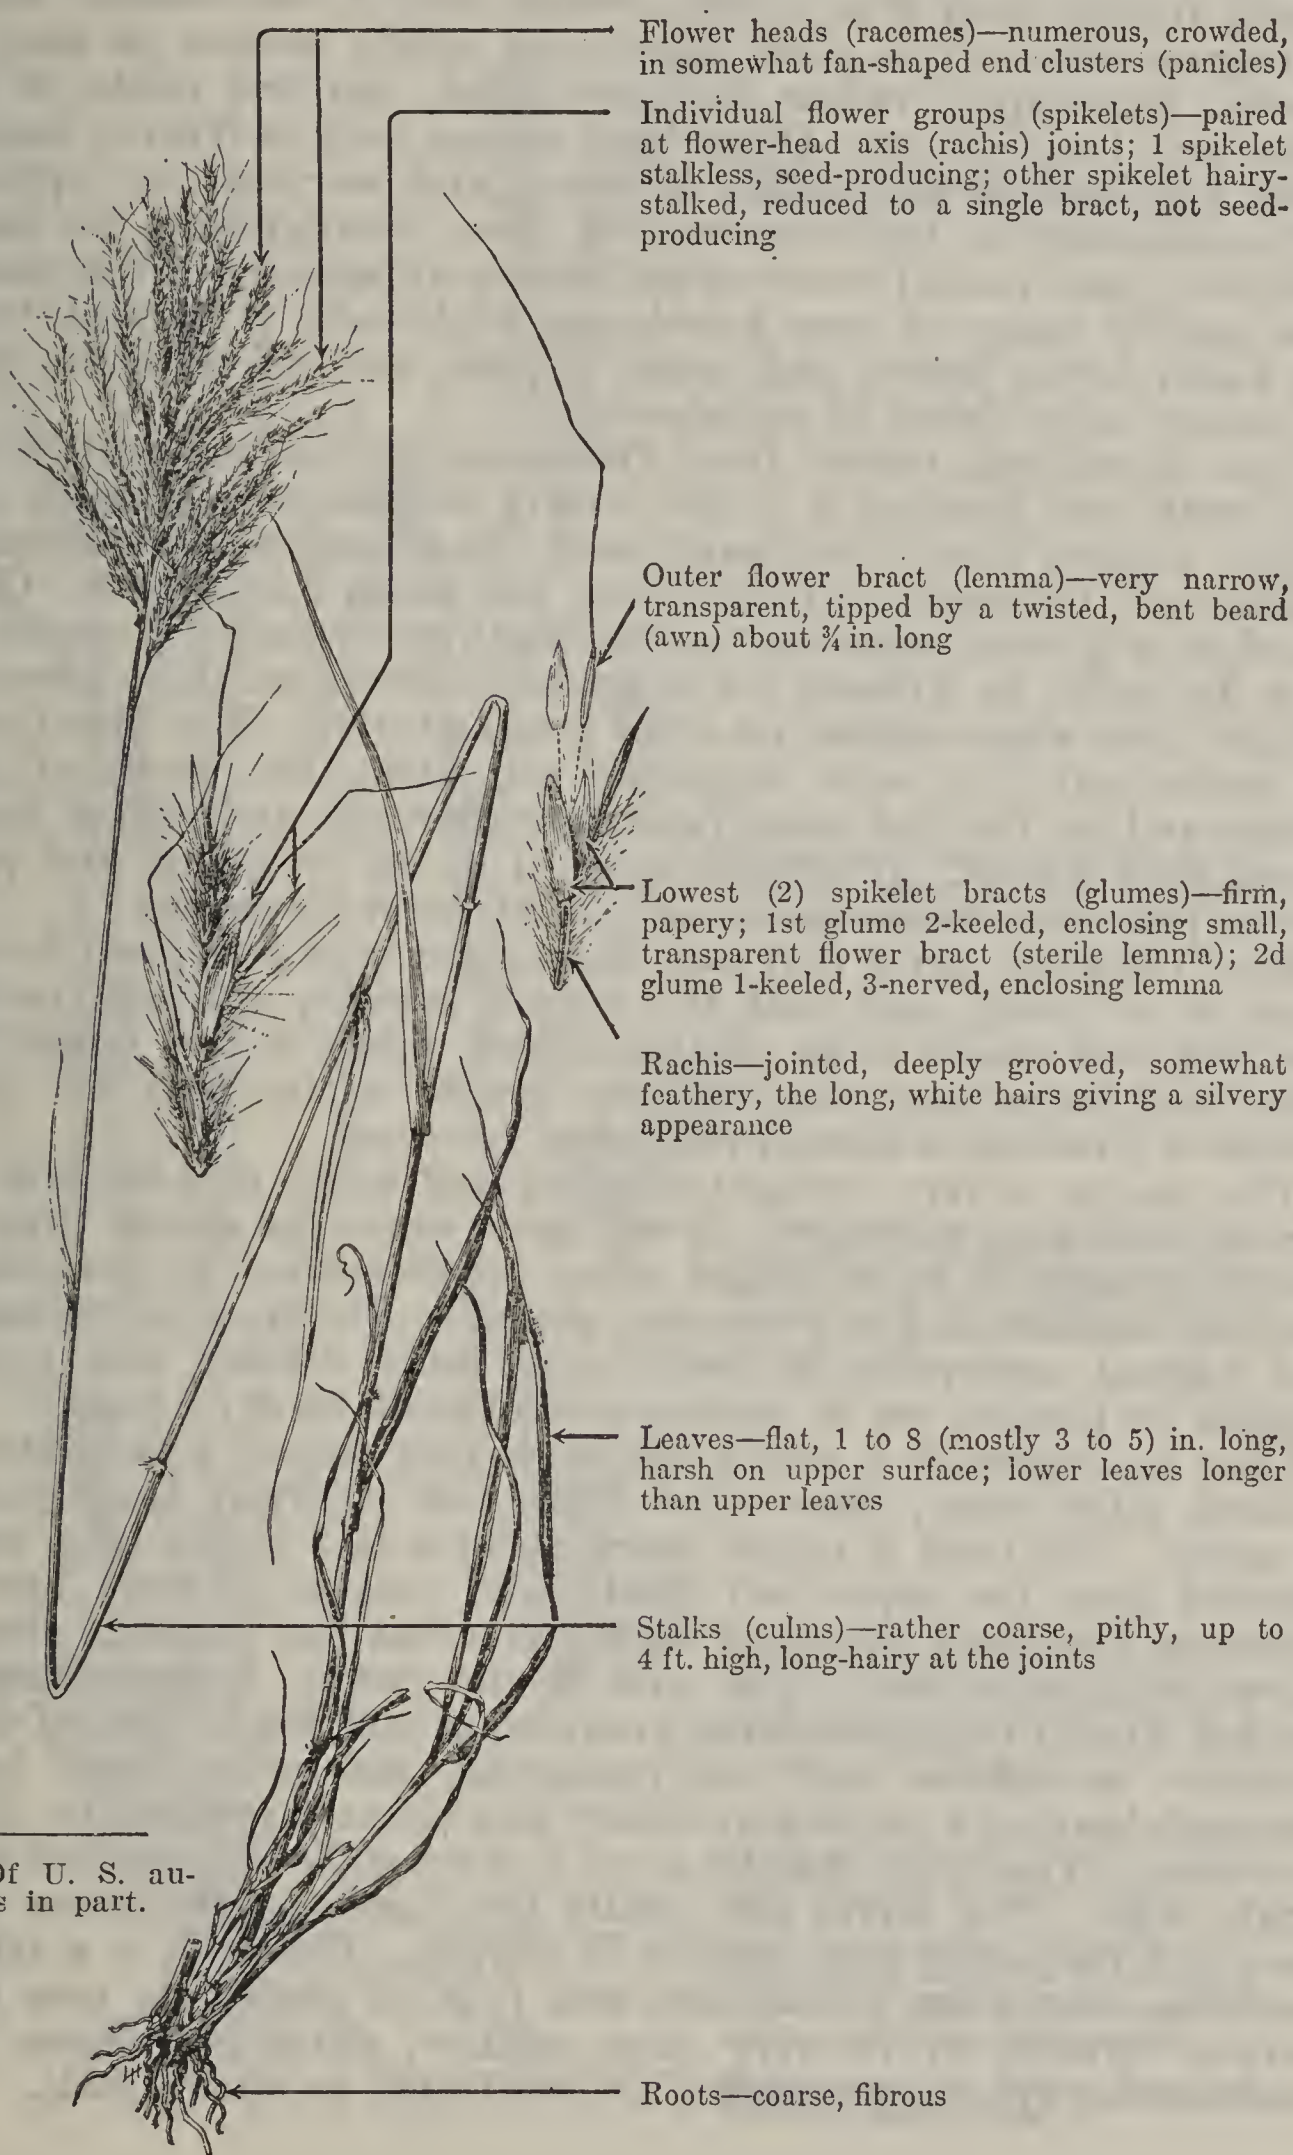 Flower heads (racemes)—numerous, crowded,
in somewhat fan-shaped end clusters (panicles)
Individual flower groups (spikelets)—paired
at flower-head axis (rachis) joints; 1 spikelet
stalkless, seed-producing; other spikelet hairy-
stalked, reduced to a single bract, not seed-
producing
Outer flower bract (lemma)—very narrow,
transparent, tipped by a twisted, bent beard
(awn) about ¾ in. long
Lowest (2) spikelet bracts (glumes)—firm,
papery; 1st glume 2-keeled, enclosing small,
transparent flower bract (sterile lemma); 2d
glume 1-keeled, 3-nerved, enclosing lemma
Rachis—jointed, deeply grooved, somewhat
feathery, the long, white hairs giving a silvery
appearance
Leaves—flat, 1 to 8 (mostly 3 to 5) in. long,
harsh on upper surface; lower leaves longer
than upper leaves
Stalks (culms)—rather coarse, pithy, up to
4 ft. high, long-hairy at the joints
Of U. S. au-
s in part.
Roots—coarse, fibrous